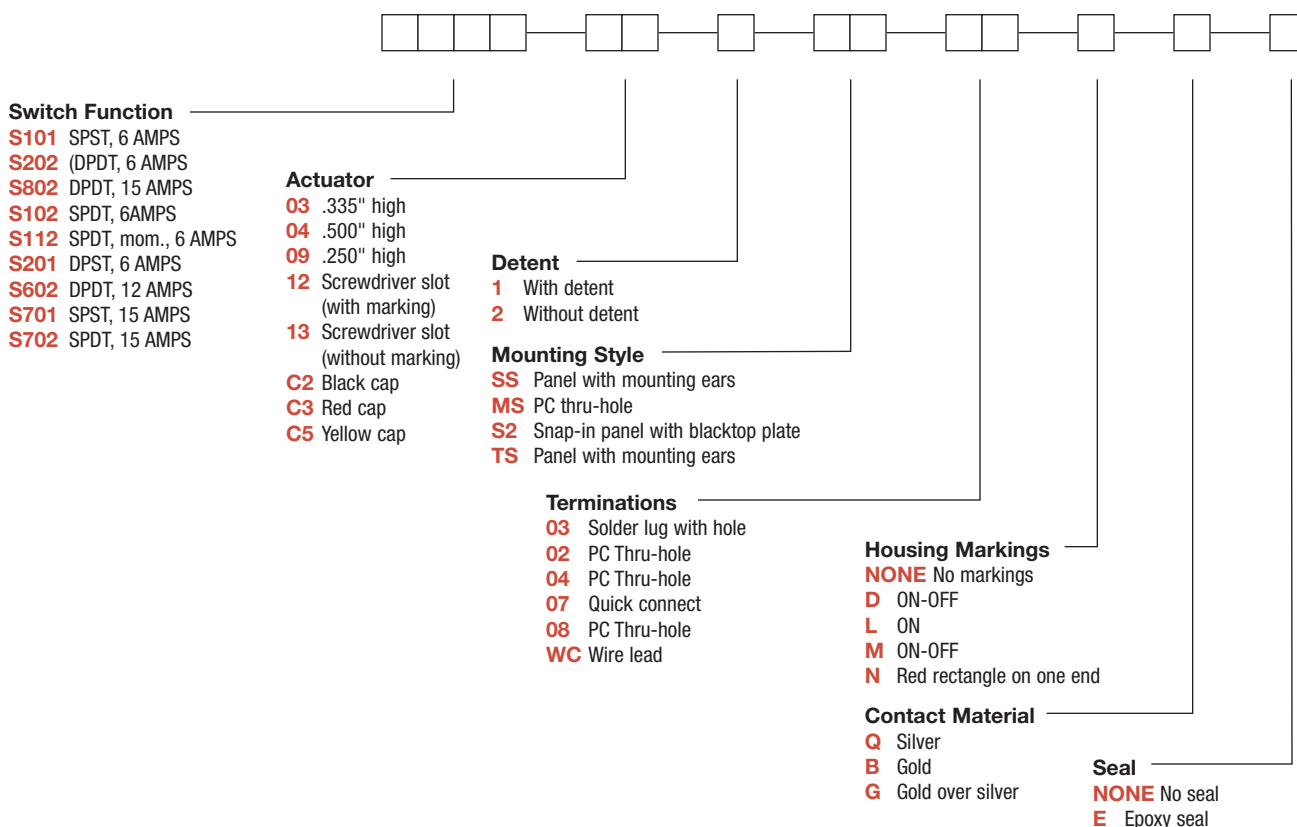 Switch Function
S101 SPST, 6 AMPS
S202 (DPDT, 6 AMPS
S802 DPDT, 15 AMPS
S102 SPDT, 6AMPS
S112 SPDT, mom., 6 AMPS
S201 DPST, 6 AMPS
S602 DPDT, 12 AMPS
S701 SPST, 15 AMPS
S702 SPDT, 15 AMPS
Actuator
03 .335" high
04 .500" high
09 .250" high
12 Screwdriver slot
(with marking)
13 Screwdriver slot
(without marking)
C2 Black cap
C3 Red cap
C5 Yellow cap
Detent
1 With detent
2 Without detent
Mounting Style
SS Panel with mounting ears
MS PC thru-hole
S2 Snap-in panel with blacktop plate
TS Panel with mounting ears
Terminations
03 Solder lug with hole
02 PC Thru-hole
04 PC Thru-hole
07 Quick connect
08 PC Thru-hole
WC Wire lead
Housing Markings
NONE No markings
D ON-OFF
L ON
M ON-OFF
N Red rectangle on one end
Contact Material
Q Silver
B Gold
G Gold over silver
Seal
NONE No seal
E Epoxy seal